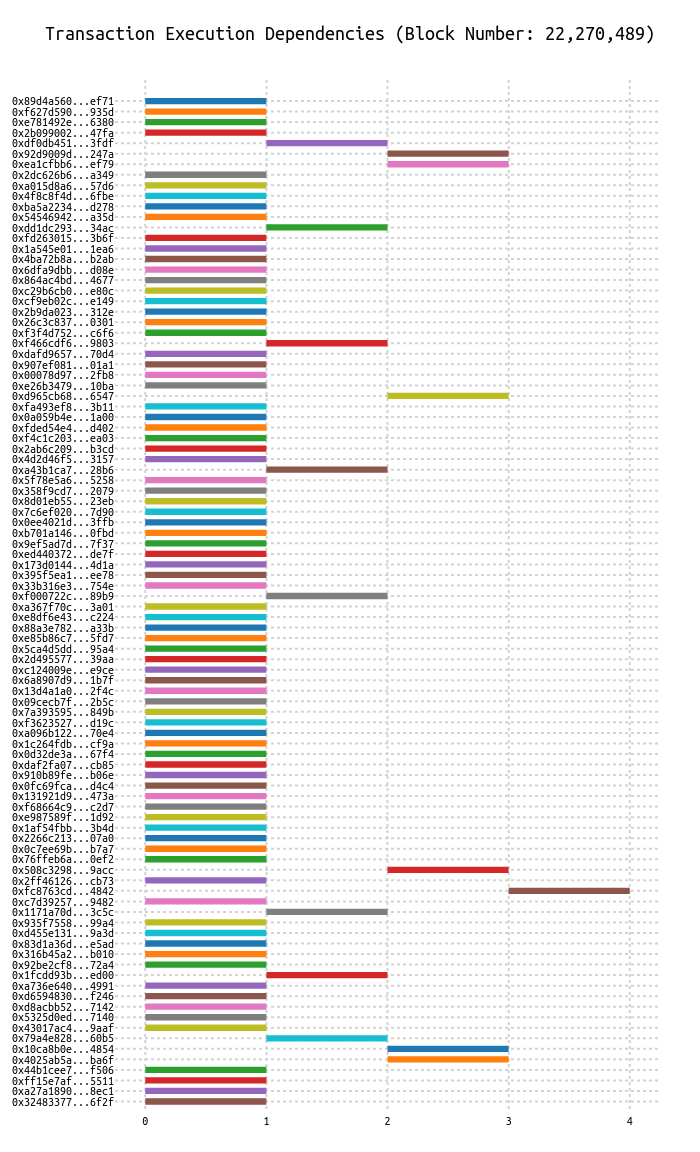 Transaction Execution Dependencies (Block Number: 22,270,489)
0x89d4a560...ef71
0xf627d590...935d
0xe781492e...6380
0x2b099002...47fa
0xdf0db451...3fdf
0x92d9009d...247a
0xea1cfbb6...ef79
0x2dc626b6...a349
0xa015d8a6...57d6
0x4f8c8f4d...6fbe
0xba5a2234...d278
0x54546942...a35d
0xdd1dc293...34ac
0xfd263015...3b6f
0x1a545e01...1ea6
0x4ba72b8a...b2ab
0x6dfa9dbb...d08e
0x864ac4bd...4677
0xc29b6cb0...e80c
0xcf9eb02c...e149
0x2b9da023...312e
0x26c3c837...0301
0xf3f4d752...c6f6
0xf466cdf6...9803
0xdafd9657...70d4
0x907ef081...01a1
0x00078d97...2fb8
0xe26b3479...10ba
0xd965cb68...6547
0xfa493ef8...3b11
0x0a059b4e...1a00
0xfded54e4...d402
0xf4c1c203...ea03
0x2ab6c209...b3cd
0x4d2d46f5...3157
0xa43b1ca7...28b6
0x5f78e5a6...5258
0x358f9cd7...2079
0x8d01eb55...23eb
0x7c6ef020...7d90
0x0ee4021d...3ffb
0xb701a146...0fbd
0x9ef5ad7d...7f37
0xed440372...de7f
0x173d0144...4d1a
0x395f5ea1...ee78
0x33b316e3...754e
0xf000722c...89b9
0xa367f70c...3a01
0xe8df6e43...c224
0x88a3e782...a33b
0xe85b86c7...5fd7
0x5ca4d5dd...95a4
0x2d495577...39aa
0xc124009e...e9ce
0x6a8907d9...1b7f
0x13d4a1a0...2f4c
0x09cecb7f...2b5c
0x7a393595...849b
0xf3623527...d19c
0xa096b122...70e4
0x1c264fdb...cf9a
0x0d32de3a...67f4
0xdaf2fa07...cb85
0x910b89fe...b06e
0x0fc69fca...d4c4
0x131921d9...473a
0xf68664c9...c2d7
0xe987589f...1d92
0x1af54fbb...3b4d
0x2266c213...07a0
0x0c7ee69b...b7a7
0x76ffeb6a...0ef2
0x508c3298...9acc
0x2ff46126...cb73
0xfc8763cd...4842
0xc7d39257...9482
0x1171a70d...3c5c
0x935f7558...99a4
0xd455e131...9a3d
0x83d1a36d...e5ad
0x316b45a2...b010
0x92be2cf8...72a4
0x1fcdd93b...ed00
0xa736e640...4991
0xd6594830...f246
0xd8acbb52...7142
0x5325d0ed...7140
0x43017ac4...9aaf
0x79a4e828...60b5
0x10ca8b0e...4854
0x4025ab5a...ba6f
0x44b1cee7...f506
0xff15e7af...5511
0xa27a1890...8ec1
0x32483377...6f2f
0 1 2 3 4